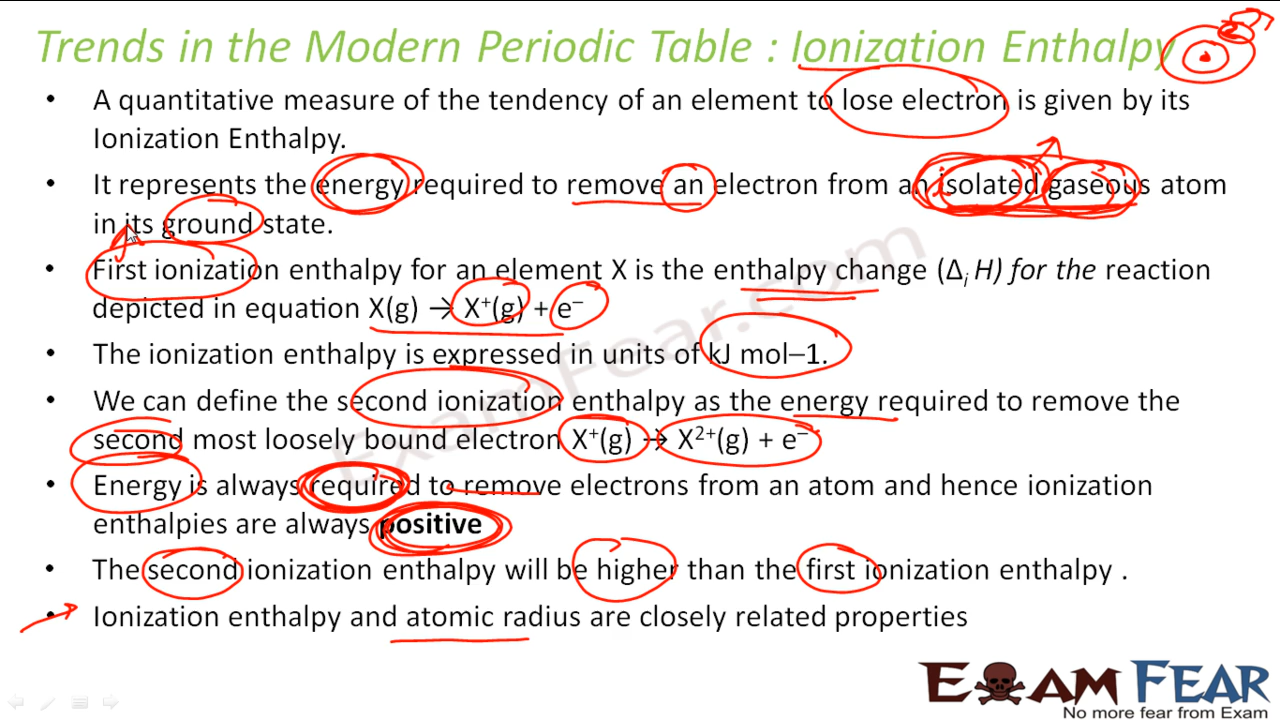 Trends in the Modern Periodic Table : Ionization Enthalpy
• A quantitative measure of the tendency of an element to lose electron is given by its
Ionization Enthalpy.
• It represents the energy required to remove an electron from an isolated gaseous atom
in its ground state.
• First ionization enthalpy for an element X is the enthalpy change (Δᵢ H) for the reaction
depicted in equation X(g) → X⁺(g) + e⁻
• The ionization enthalpy is expressed in units of kJ mol–1.
• We can define the second ionization enthalpy as the energy required to remove the
second most loosely bound electron X⁺(g) → X²⁺(g) + e⁻
• Energy is always required to remove electrons from an atom and hence ionization
enthalpies are always positive
• The second ionization enthalpy will be higher than the first ionization enthalpy .
• Ionization enthalpy and atomic radius are closely related properties
ExamFear.com
EXAM FEAR
No more fear from Exam